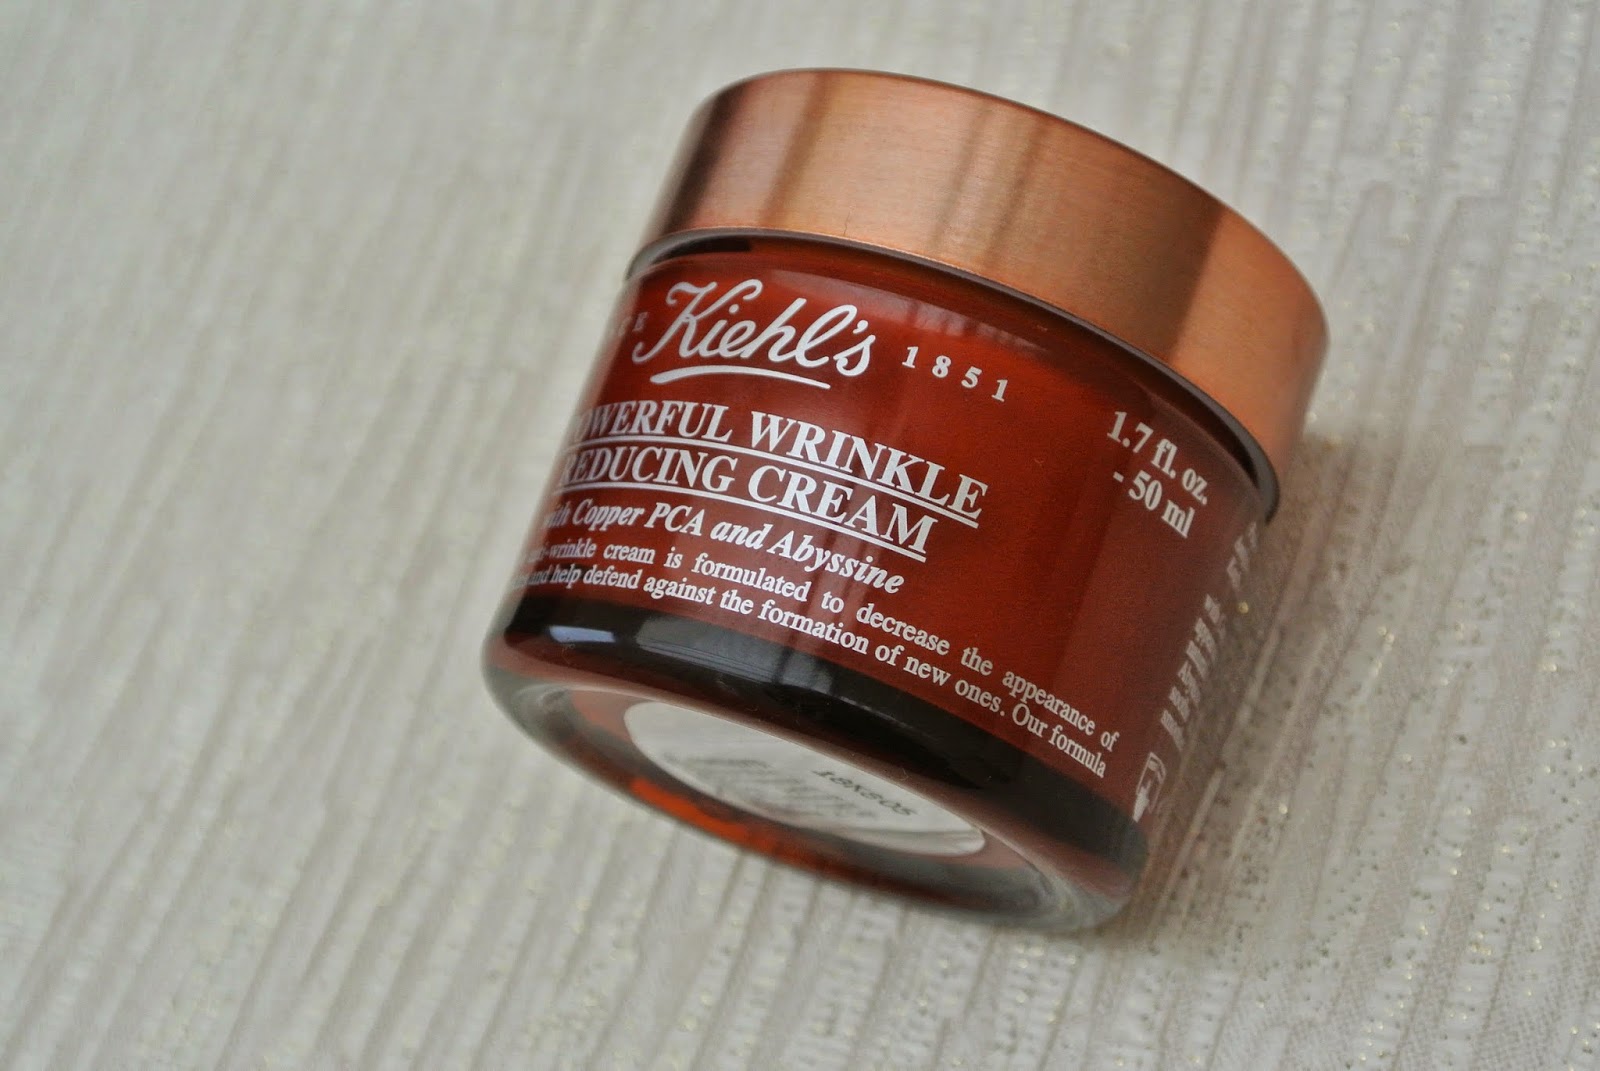 Kiehl's 1851
POWERFUL WRINKLE
REDUCING CREAM
with Copper PCA and Abyssine
anti-wrinkle cream is formulated to decrease the appearance of
and help defend against the formation of new ones. Our formula
1.7 fl. oz.
- 50 ml